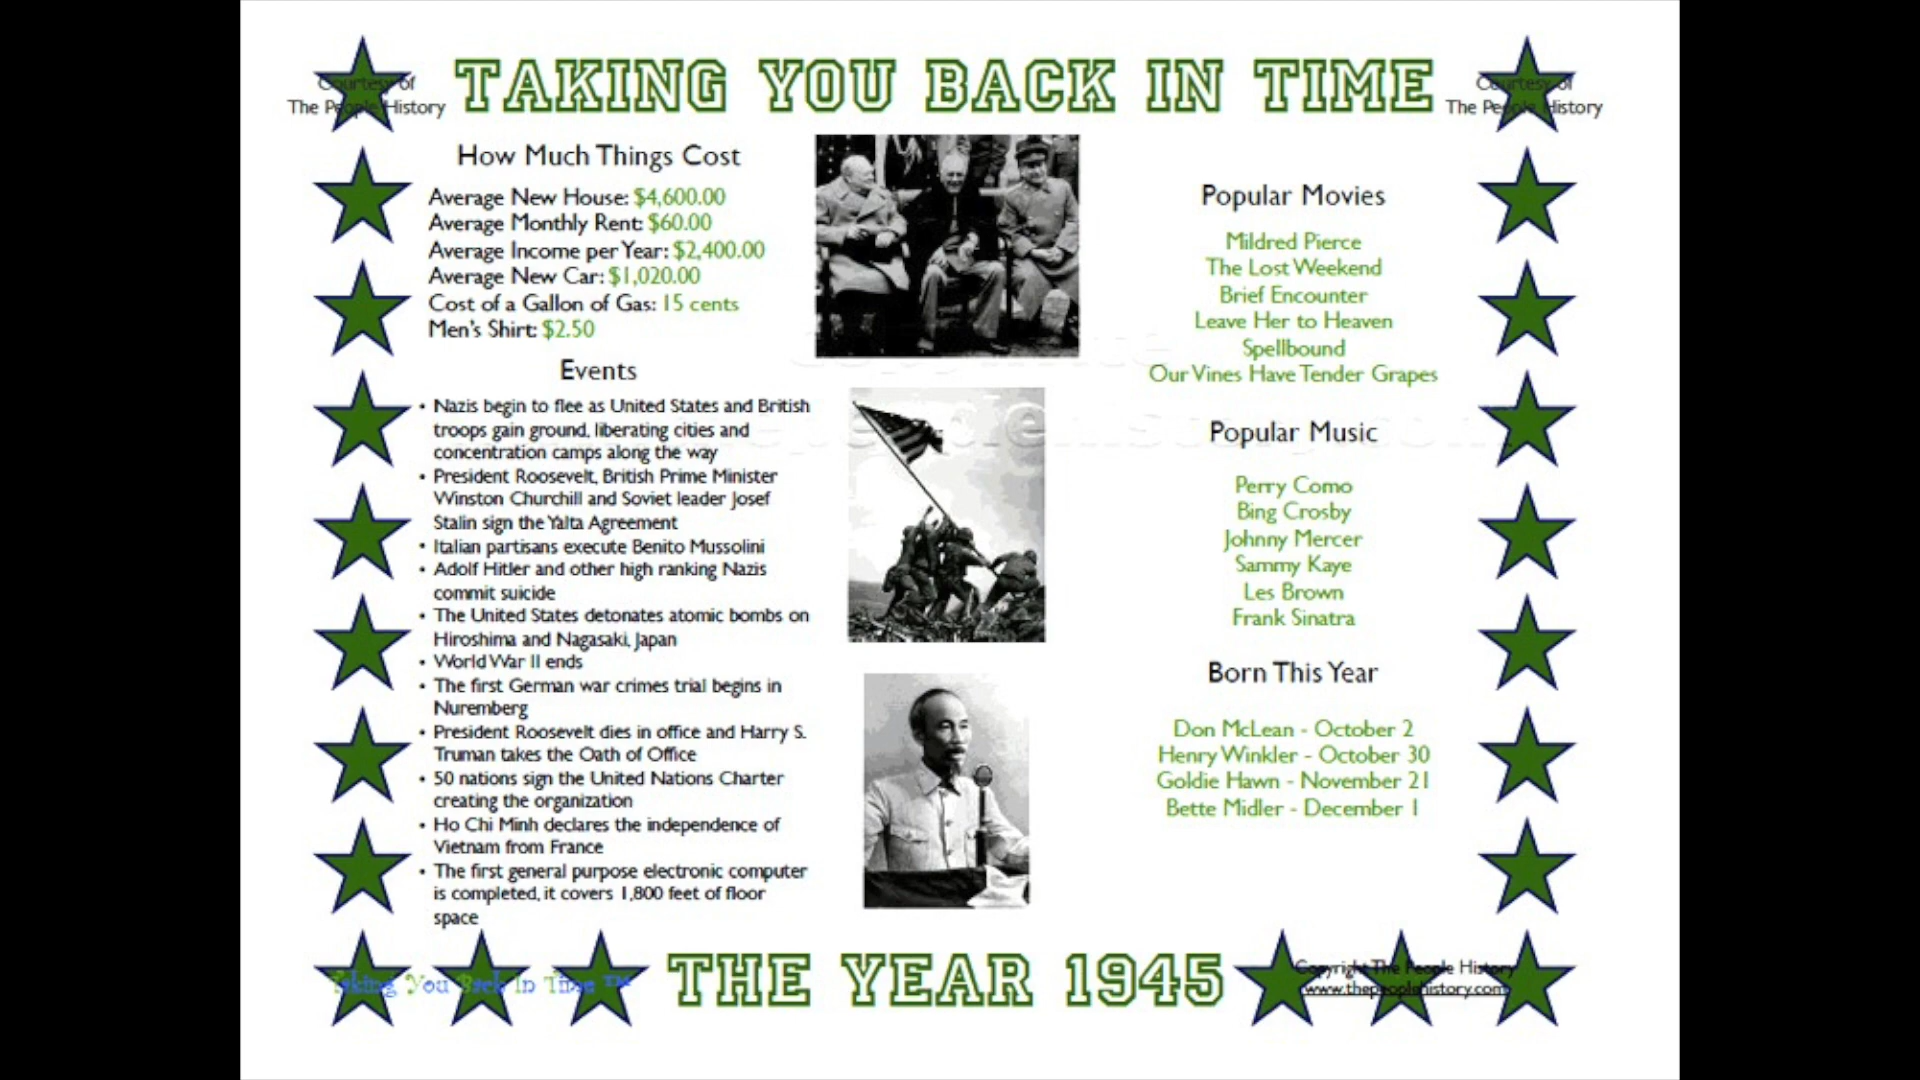 TAKING YOU BACK IN TIME
Courtesy of
The People History
Courtesy of
The People History
How Much Things Cost
Average New House: $4,600.00
Average Monthly Rent: $60.00
Average Income per Year: $2,400.00
Average New Car: $1,020.00
Cost of a Gallon of Gas: 15 cents
Men's Shirt: $2.50
Events
• Nazis begin to flee as United States and British
troops gain ground, liberating cities and
concentration camps along the way
• President Roosevelt, British Prime Minister
Winston Churchill and Soviet leader Josef
Stalin sign the Yalta Agreement
• Italian partisans execute Benito Mussolini
• Adolf Hitler and other high ranking Nazis
commit suicide
• The United States detonates atomic bombs on
Hiroshima and Nagasaki, Japan
• World War II ends
• The first German war crimes trial begins in
Nuremberg
• President Roosevelt dies in office and Harry S.
Truman takes the Oath of Office
• 50 nations sign the United Nations Charter
creating the organization
• Ho Chi Minh declares the independence of
Vietnam from France
• The first general purpose electronic computer
is completed, it covers 1,800 feet of floor
space
Popular Movies
Mildred Pierce
The Lost Weekend
Brief Encounter
Leave Her to Heaven
Spellbound
Our Vines Have Tender Grapes
Popular Music
Perry Como
Bing Crosby
Johnny Mercer
Sammy Kaye
Les Brown
Frank Sinatra
Born This Year
Don McLean - October 2
Henry Winkler - October 30
Goldie Hawn - November 21
Bette Midler - December 1
Taking You Back In Time ™
THE YEAR 1945
Copyright The People History
www.thepeoplehistory.com